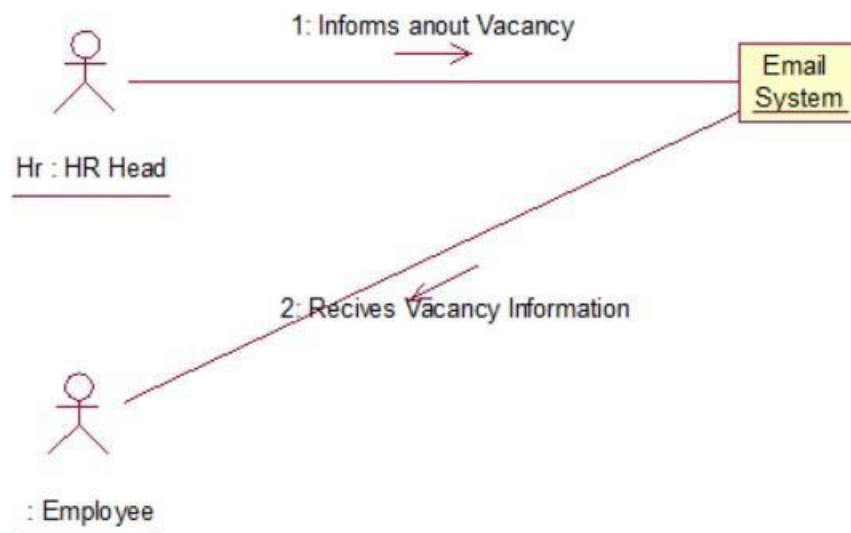 1: Informs anout Vacancy
Email
System
Hr : HR Head
2: Recives Vacancy Information
: Employee